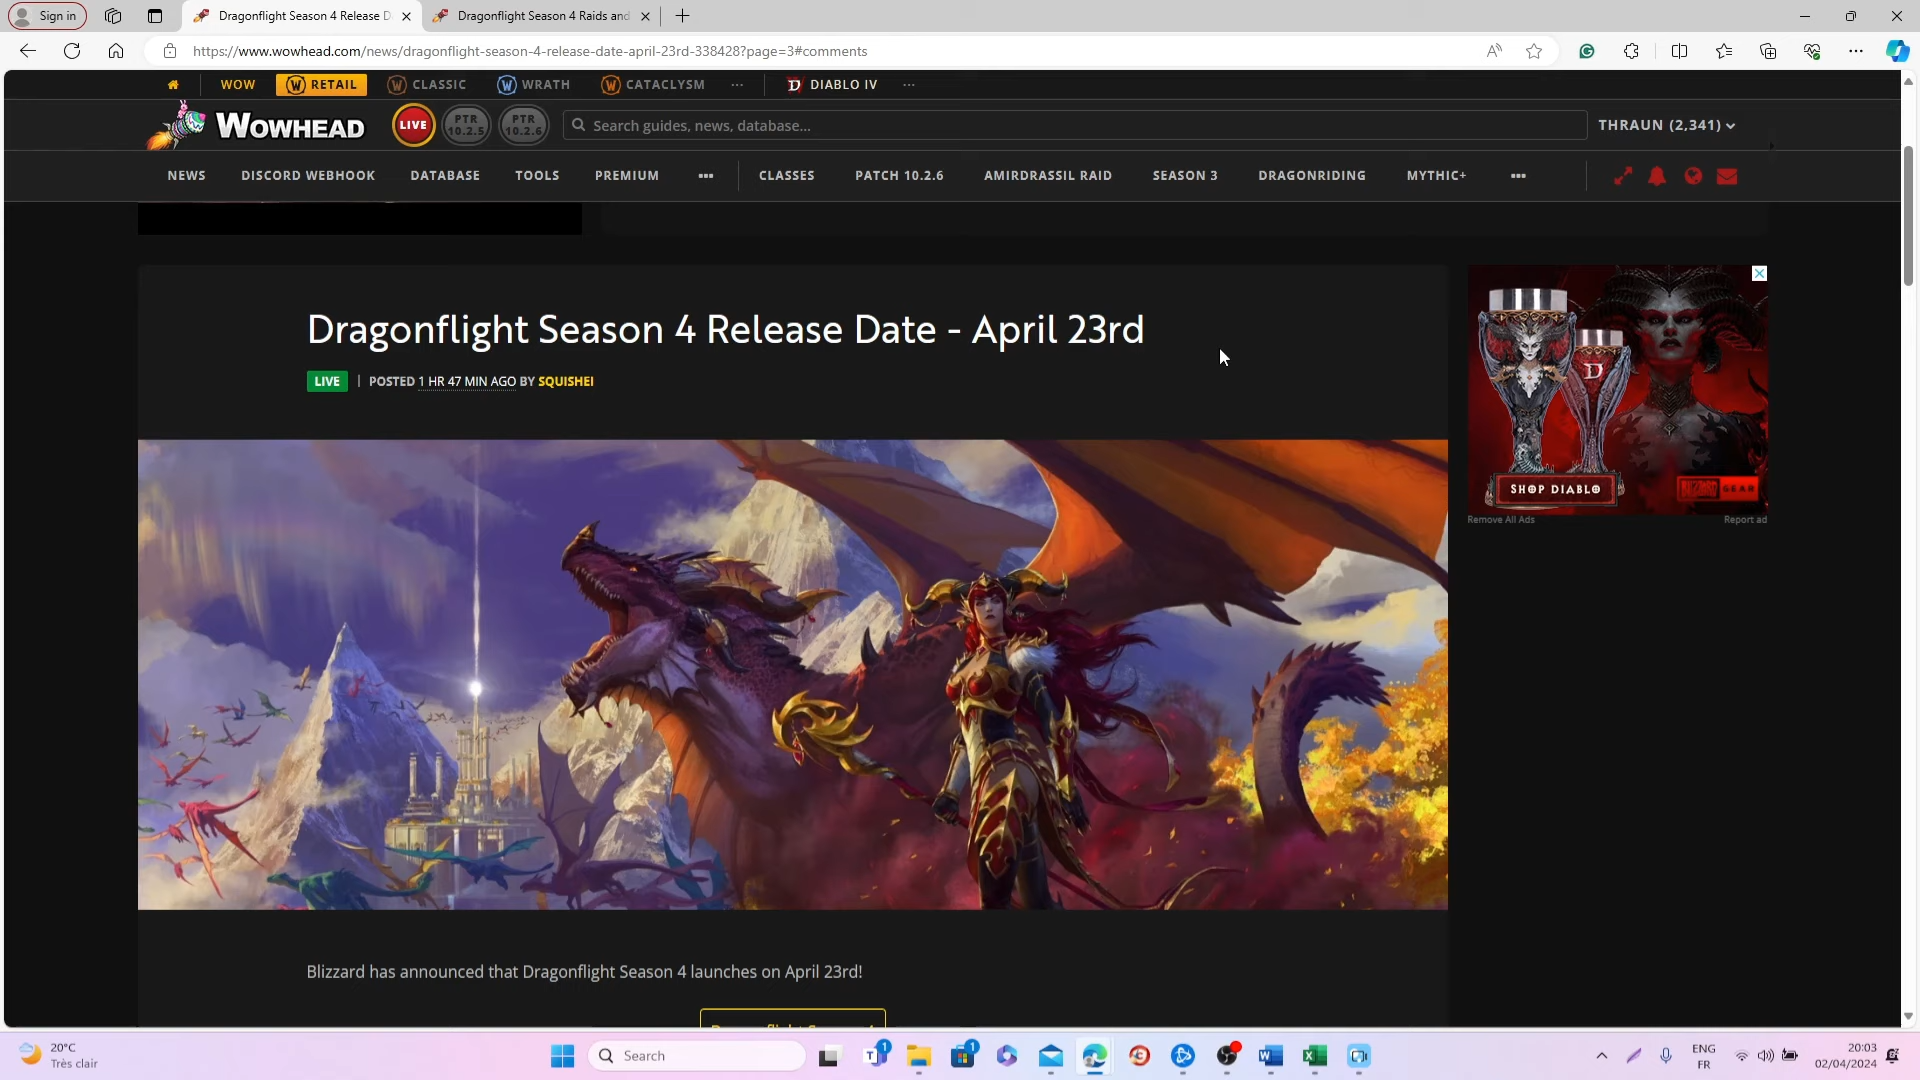 Sign in
Dragonflight Season 4 Release D
Dragonflight Season 4 Raids and
https://www.wowhead.com/news/dragonflight-season-4-release-date-april-23rd-338428?page=3#comments
WOW RETAIL CLASSIC WRATH CATACLYSM DIABLO IV
WOWHEAD
LIVE
PTR
10.2.5
PTR
10.2.6
Search guides, news, database...
THRAUN (2,341)
NEWS DISCORD WEBHOOK DATABASE TOOLS PREMIUM CLASSES PATCH 10.2.6 AMIRDRASSIL RAID SEASON 3 DRAGONRIDING MYTHIC+
Dragonflight Season 4 Release Date - April 23rd
LIVE | POSTED 1 HR 47 MIN AGO BY SQUISHEI
SHOP DIABLO
BLIZZARD GEAR
Remove All Ads
Report ad
Blizzard has announced that Dragonflight Season 4 launches on April 23rd!
20°C
Très clair
Search
1
1
ENG
FR
20:03
02/04/2024